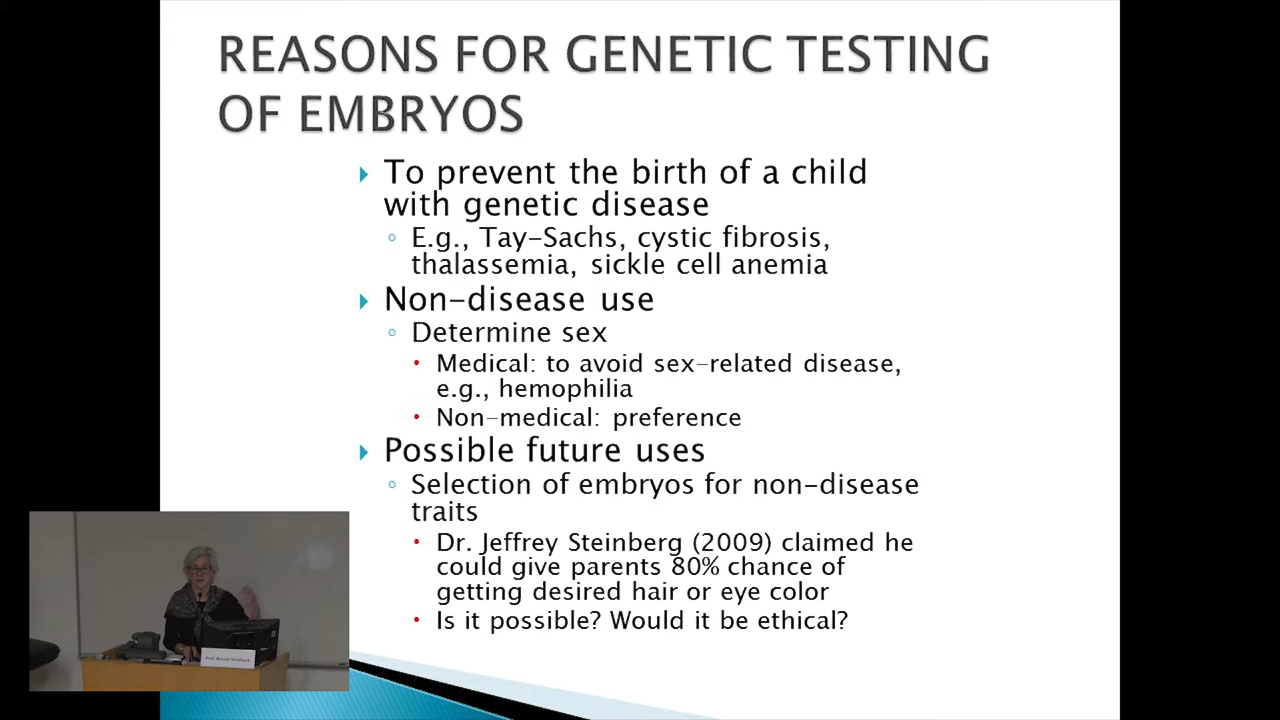 REASONS FOR GENETIC TESTING
OF EMBRYOS
To prevent the birth of a child
with genetic disease
E.g., Tay-Sachs, cystic fibrosis,
thalassemia, sickle cell anemia
Non-disease use
Determine sex
Medical: to avoid sex-related disease,
e.g., hemophilia
Non-medical: preference
Possible future uses
Selection of embryos for non-disease
traits
Dr. Jeffrey Steinberg (2009) claimed he
could give parents 80% chance of
getting desired hair or eye color
Is it possible? Would it be ethical?
Prof. Bonnie Steinbock